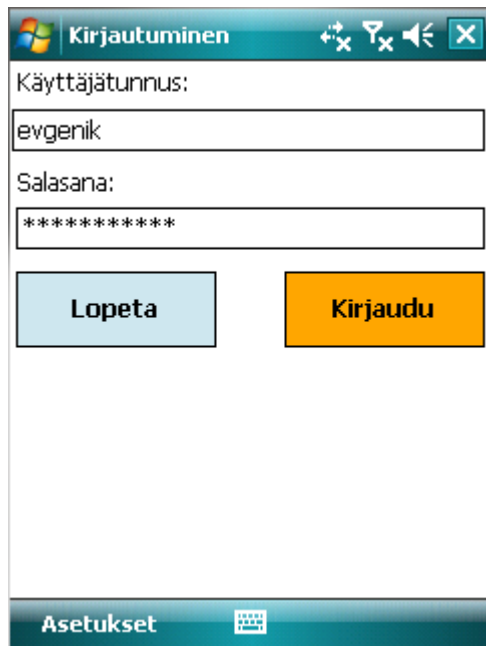 Kirjautuminen
Käyttäjätunnus:
evgenik
Salasana:
***********
Lopeta Kirjaudu
Asetukset